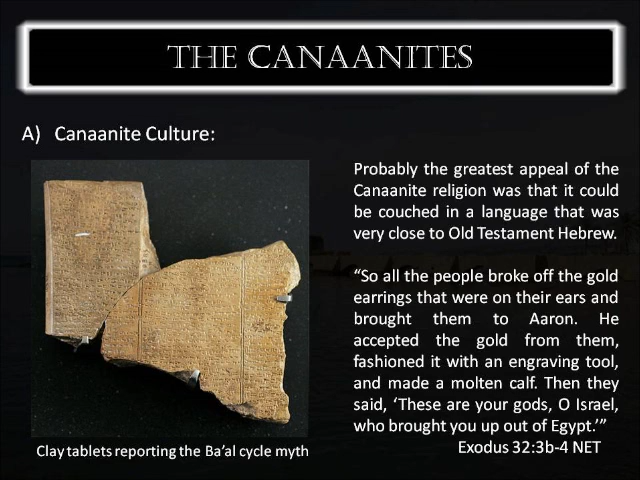 THE CANAANITES
A) Canaanite Culture:
Probably the greatest appeal of the
Canaanite religion was that it could
be couched in a language that was
very close to Old Testament Hebrew.
“So all the people broke off the gold
earrings that were on their ears and
brought them to Aaron. He
accepted the gold from them,
fashioned it with an engraving tool,
and made a molten calf. Then they
said, ‘These are your gods, O Israel,
who brought you up out of Egypt.’”
Exodus 32:3b-4 NET
Clay tablets reporting the Ba’al cycle myth